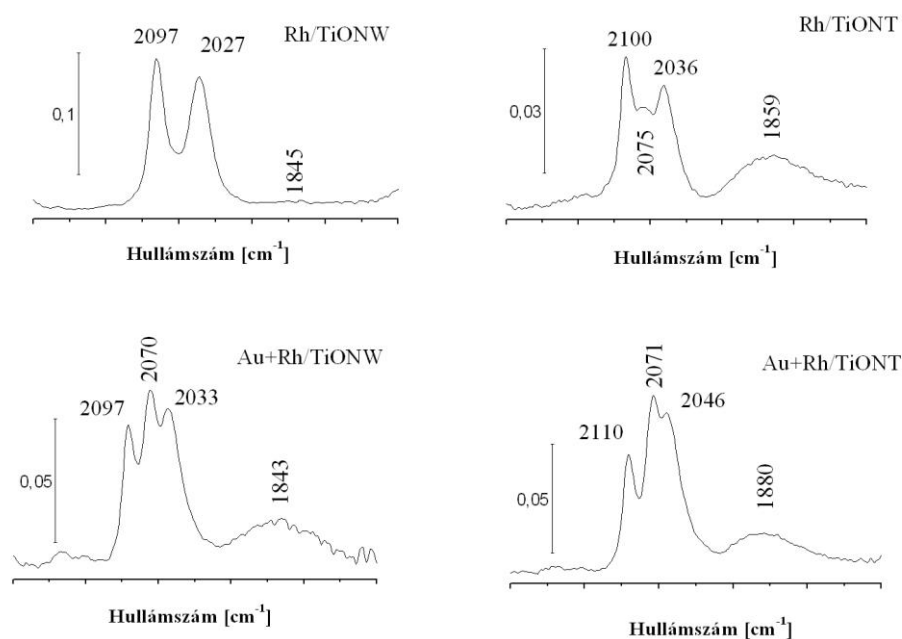 Rh/TiONW
2097
2027
0,1
1845
Hullámszám [cm-1]
Rh/TiONT
2100
2036
0,03
2075
1859
Hullámszám [cm-1]
Au+Rh/TiONW
2070
2097
2033
0,05
1843
Hullámszám [cm-1]
Au+Rh/TiONT
2071
2046
2110
0,05
1880
Hullámszám [cm-1]